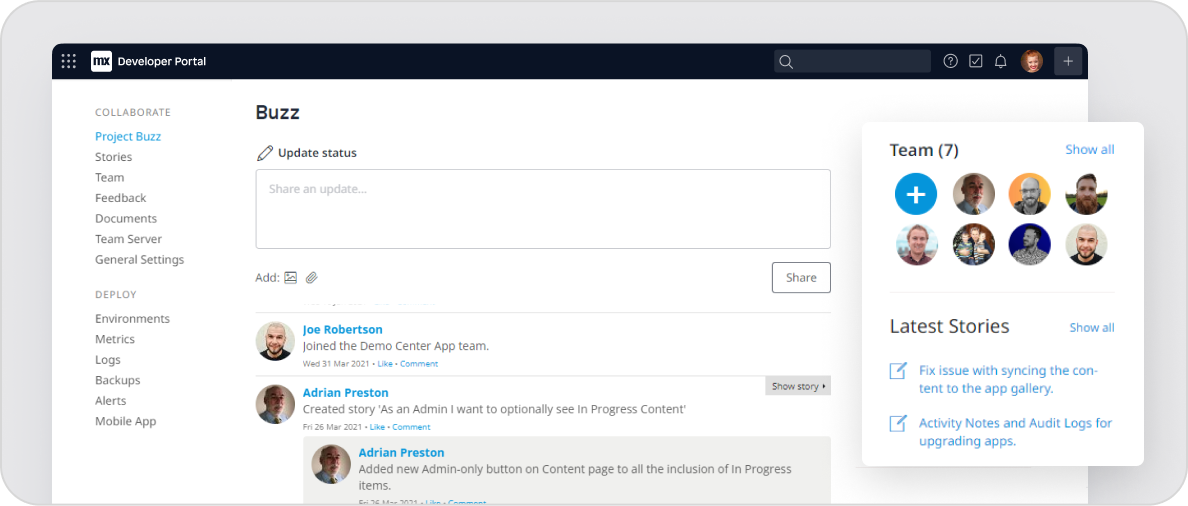 mx Developer Portal
COLLABORATE
Project Buzz
Stories
Team
Feedback
Documents
Team Server
General Settings
DEPLOY
Environments
Metrics
Logs
Backups
Alerts
Mobile App
Buzz
Update status
Share an update...
Add:
Share
Joe Robertson
Joined the Demo Center App team.
Wed 31 Mar 2021 • Like • Comment
Show story
Adrian Preston
Created story 'As an Admin I want to optionally see In Progress Content'
Fri 26 Mar 2021 • Like • Comment
Adrian Preston
Added new Admin-only button on Content page to all the inclusion of In Progress
items.
Fri 26 Mar 2021 • Like • Comment
Team (7)
Show all
Latest Stories
Show all
Fix issue with syncing the con-
tent to the app gallery.
Activity Notes and Audit Logs for
upgrading apps.